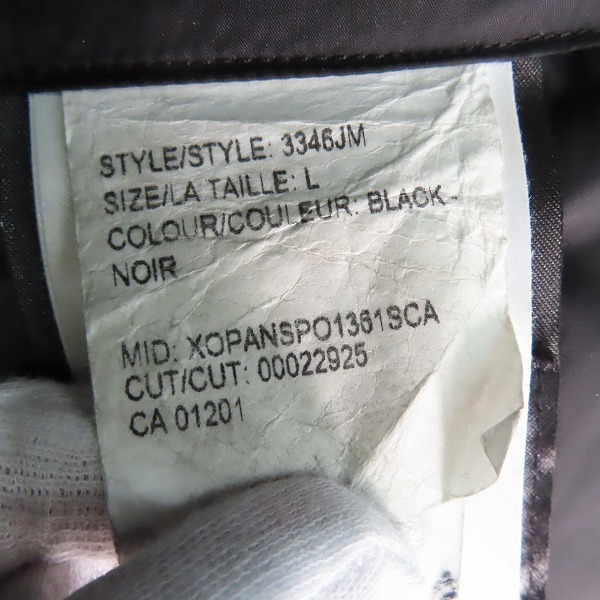 STYLE/STYLE: 3346JM
SIZE/LA TAILLE: L
COLOUR/COULEUR: BLACK -
NOIR
MID: XOPANSPO1361SCA
CUT/CUT: 00022925
CA 01201